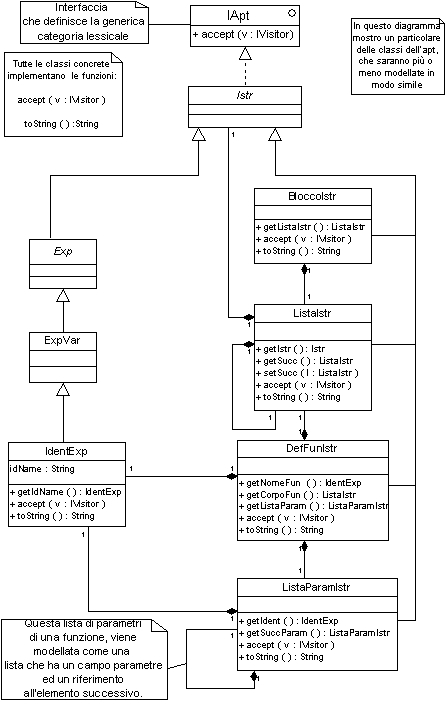 Interfaccia
che definisce la generica
categoria lessicale
IApt
+ accept ( v : IVisitor )
In questo diagramma
mostro un particolare
delle classi dell'apt,
che saranno più o
meno modellate in
modo simile
Tutte le classi concrete
implementano le funzioni:
accept ( v : IVisitor )
toString ( ) :String
Istr
1
BloccoIstr
+ getListaIstr ( ) : ListaIstr
+ accept ( v : IVisitor )
+ toString ( ) : String
1
Exp
1
1
ListaIstr
+ getIstr ( ) : Istr
+ getSucc ( ) : ListaIstr
+ setSucc ( l : ListaIstr )
+ accept ( v : IVisitor )
+ toString ( ) : String
1
ExpVar
1
1
IdentExp
idName : String
+ getIdName ( ) : IdentExp
+ accept ( v : IVisitor )
+ toString ( ) : String
1
1
DefFunIstr
+ getNomeFun ( ) : IdentExp
+ getCorpoFun ( ) : ListaIstr
+ getListaParam ( ) : ListaParamIstr
+ accept ( v : IVisitor )
+ toString ( ) : String
1
1
1
ListaParamIstr
+ getIdent ( ) : IdentExp
+ getSuccParam ( ) : ListaParamIstr
+ accept ( v : IVisitor )
+ toString ( ) : String
1
1
1
Questa lista di parametri
di una funzione, viene
modellata come una
lista che ha un campo parametre
ed un riferimento
all'elemento successivo.
1